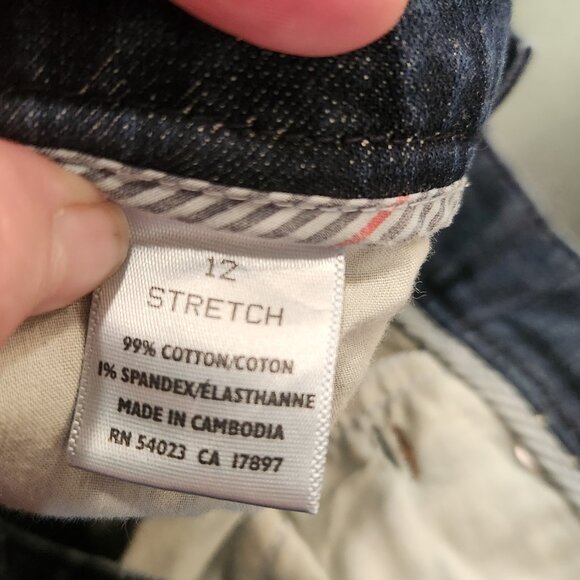 12
STRETCH
99% COTTON/COTON
1% SPANDEX/ÉLASTHANNE
MADE IN CAMBODIA
RN 54023 CA 17897